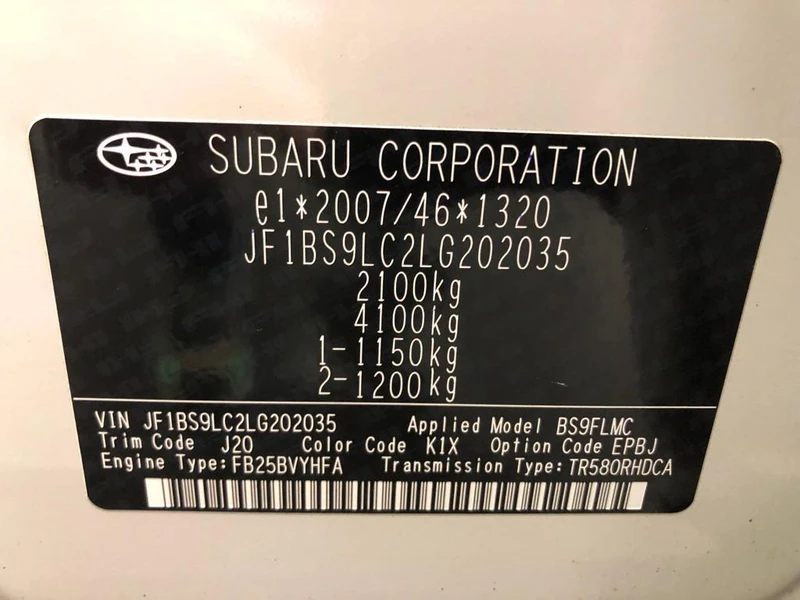 SUBARU CORPORATION
e1*2007/46*1320
JF1BS9LC2LG202035
2100kg
4100kg
1-1150kg
2-1200kg
VIN JF1BS9LC2LG202035 Applied Model BS9FLMC
Trim Code J20 Color Code K1X Option Code EPBJ
Engine Type:FB25BVYHFA Transmission Type:TR580RHDCA